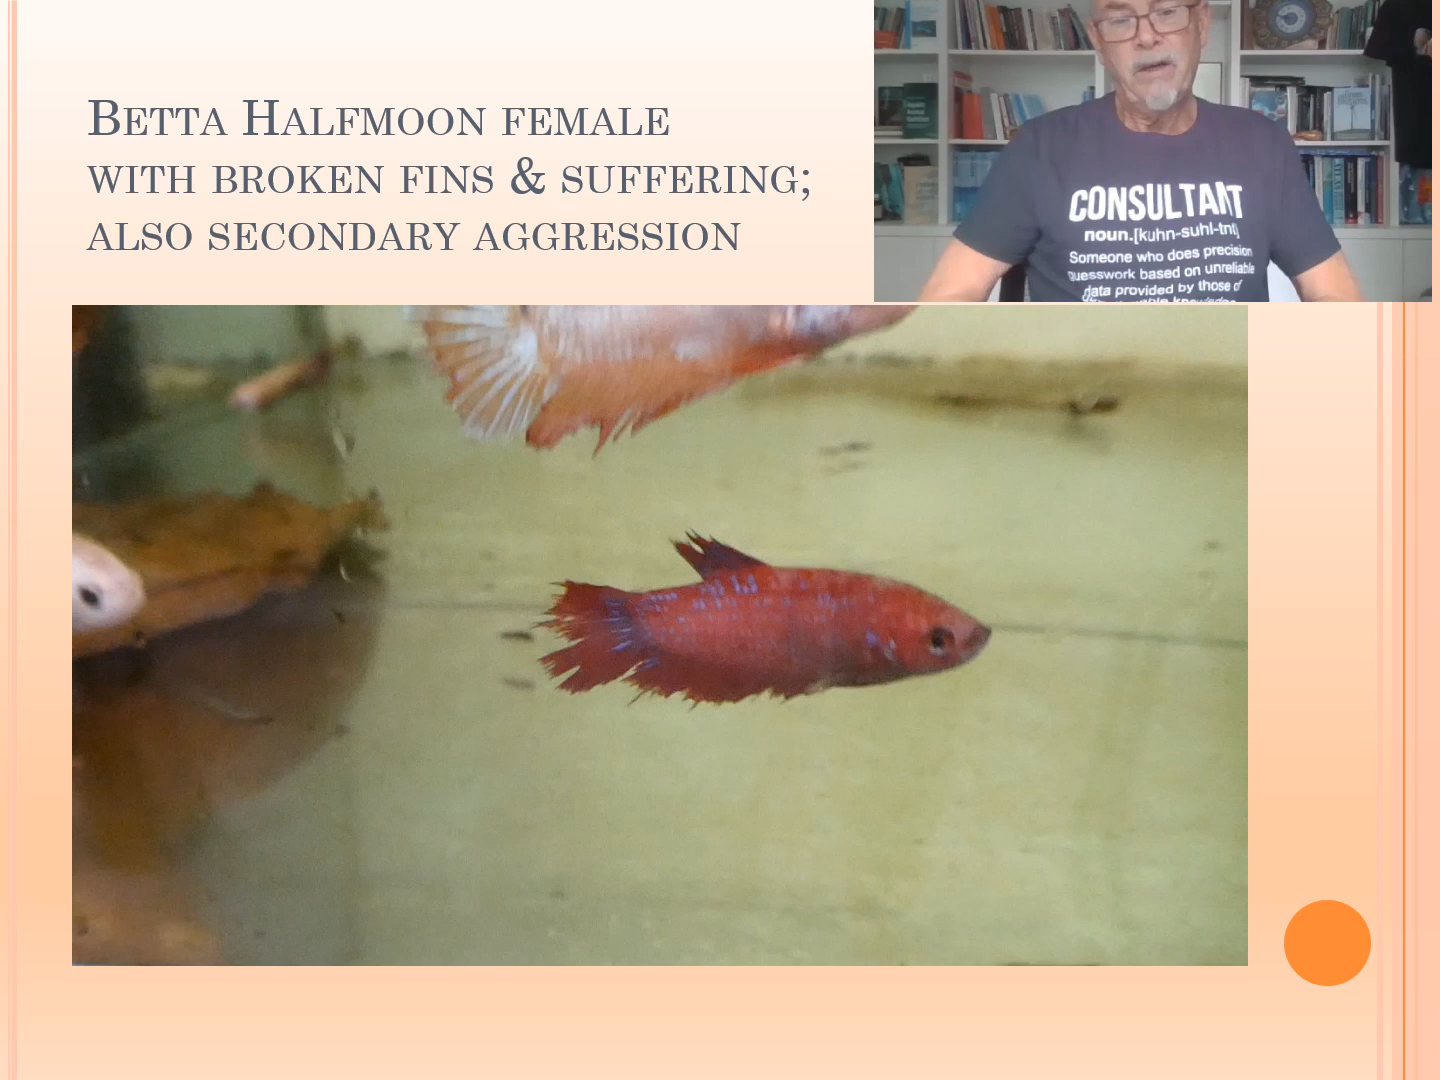 Betta Halfmoon female
with broken fins & suffering;
also secondary aggression
CONSULTANT
noun.[kuhn-suhl-tnt]
Someone who does precision
guesswork based on unreliable
data provided by those of